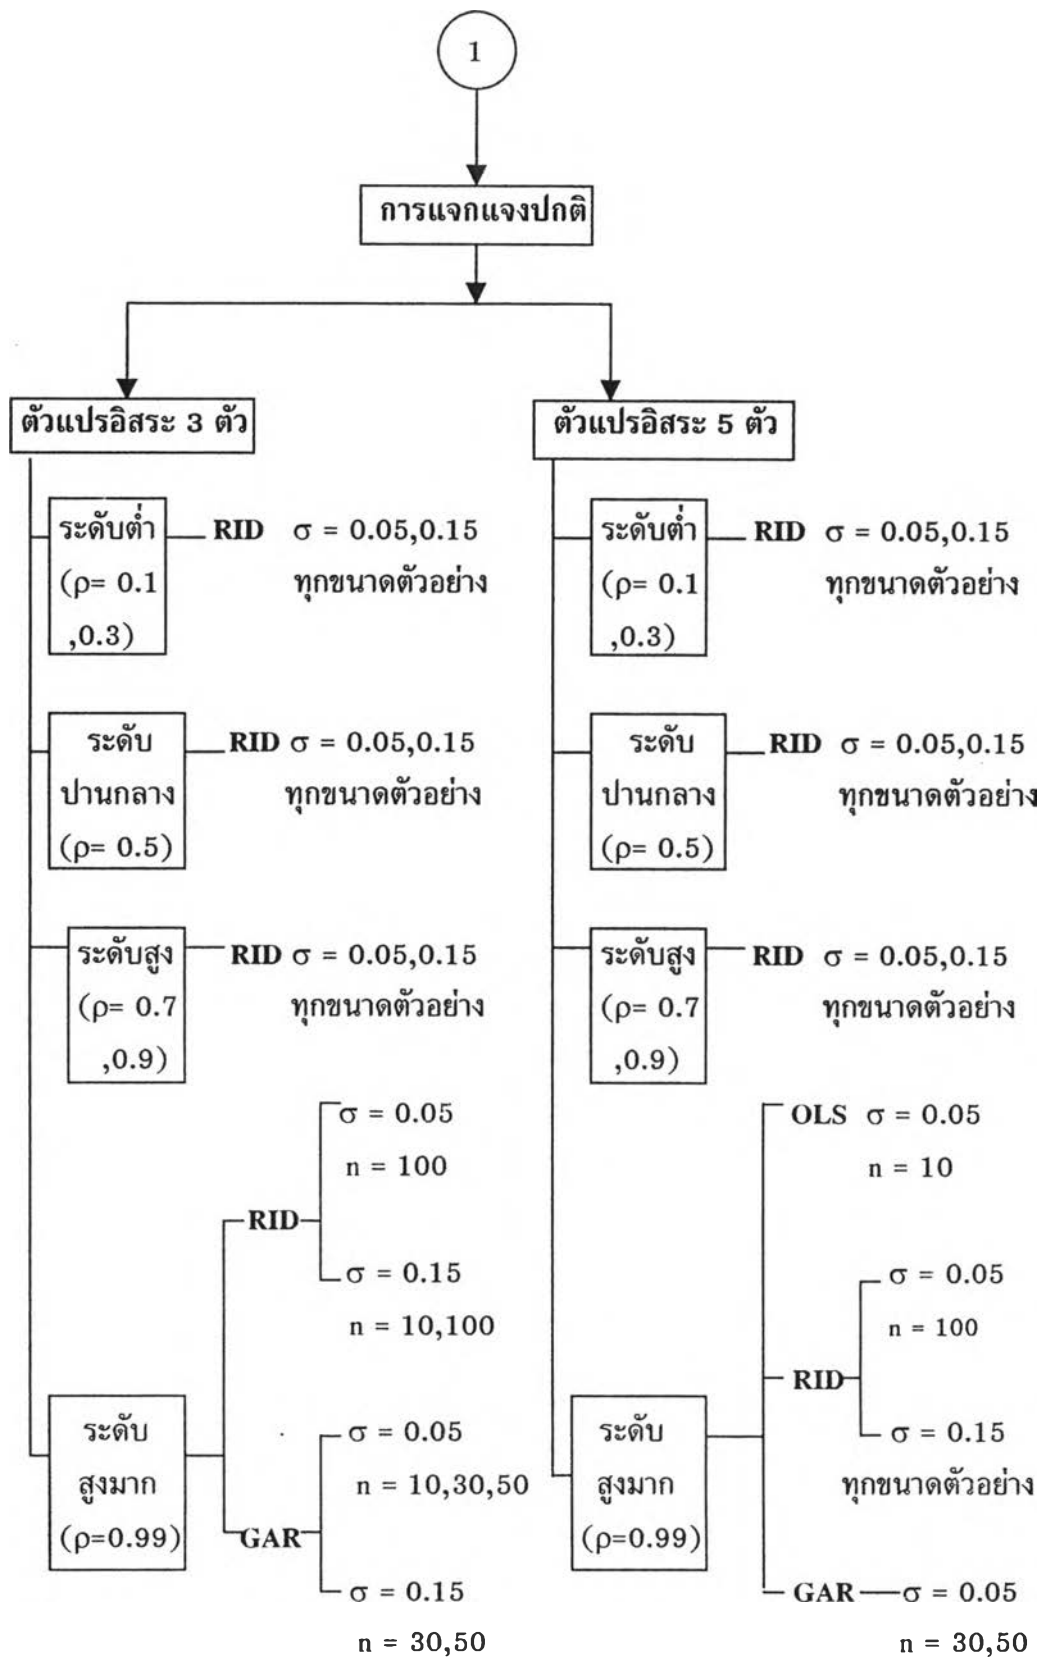 1
การแจกแจงปกติ
ตัวแปรอิสระ 3 ตัว
ระดับต่ำ
(ρ= 0.1
,0.3)
RID σ = 0.05,0.15
ทุกขนาดตัวอย่าง
ระดับ
ปานกลาง
(ρ= 0.5)
RID σ = 0.05,0.15
ทุกขนาดตัวอย่าง
ระดับสูง
(ρ= 0.7
,0.9)
RID σ = 0.05,0.15
ทุกขนาดตัวอย่าง
ระดับ
สูงมาก
(ρ=0.99)
RID
σ = 0.05
n = 100
σ = 0.15
n = 10,100
GAR
σ = 0.05
n = 10,30,50
σ = 0.15
n = 30,50
ตัวแปรอิสระ 5 ตัว
ระดับต่ำ
(ρ= 0.1
,0.3)
RID σ = 0.05,0.15
ทุกขนาดตัวอย่าง
ระดับ
ปานกลาง
(ρ= 0.5)
RID σ = 0.05,0.15
ทุกขนาดตัวอย่าง
ระดับสูง
(ρ= 0.7
,0.9)
RID σ = 0.05,0.15
ทุกขนาดตัวอย่าง
ระดับ
สูงมาก
(ρ=0.99)
OLS σ = 0.05
n = 10
RID
σ = 0.05
n = 100
σ = 0.15
ทุกขนาดตัวอย่าง
GAR σ = 0.05
n = 30,50